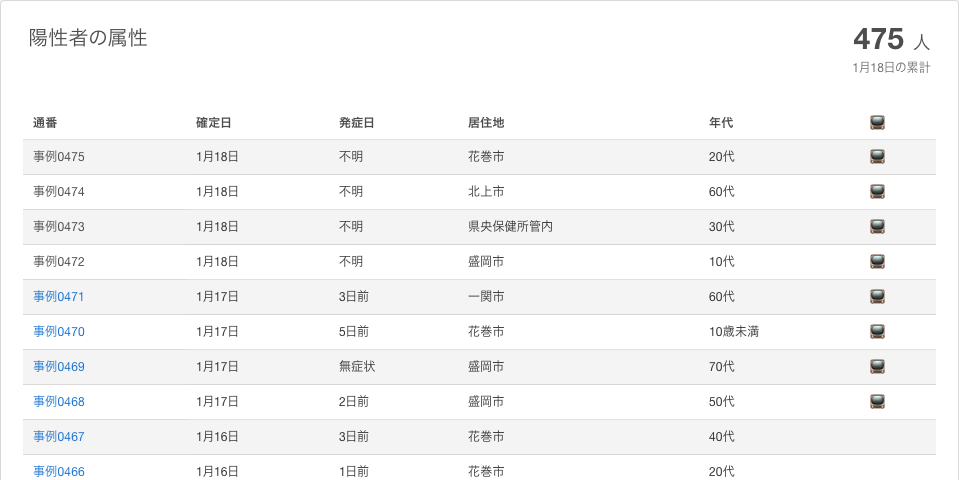 陽性者の属性
475 人
1月18日の累計
通番 確定日 発症日 居住地 年代
事例0475 1月18日 不明 花巻市 20代
事例0474 1月18日 不明 北上市 60代
事例0473 1月18日 不明 県央保健所管内 30代
事例0472 1月18日 不明 盛岡市 10代
事例0471 1月17日 3日前 一関市 60代
事例0470 1月17日 5日前 花巻市 10歳未満
事例0469 1月17日 無症状 盛岡市 70代
事例0468 1月17日 2日前 盛岡市 50代
事例0467 1月16日 3日前 花巻市 40代
事例0466 1月16日 1日前 花巻市 20代